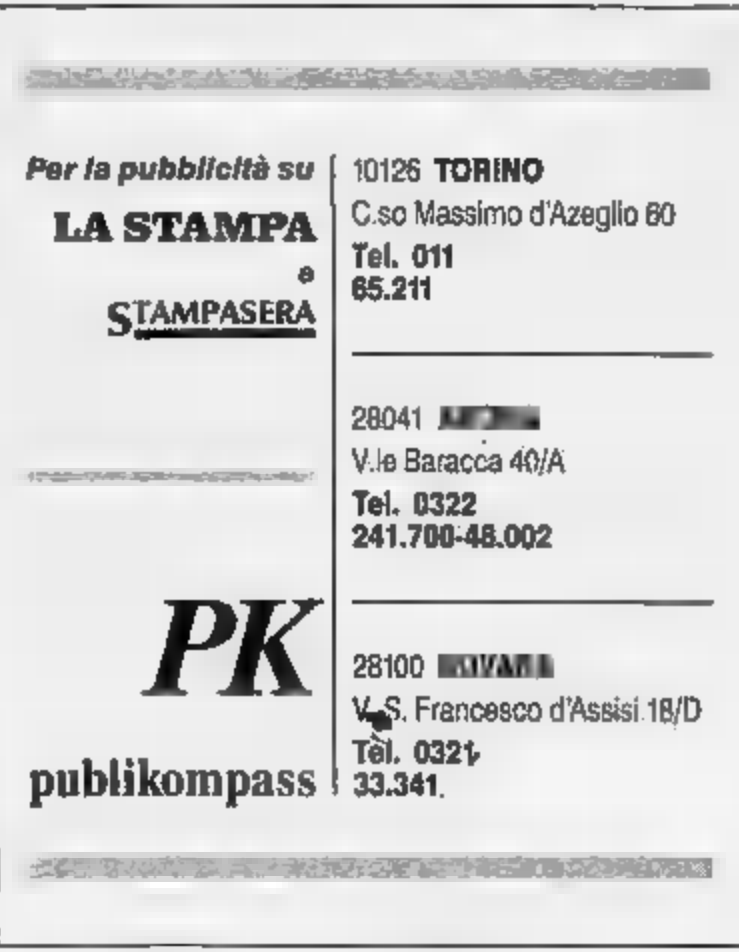 Per la pubblicità su
LA STAMPA
e
STAMPASERA
PK
publikompass
10126 TORINO
C.so Massimo d'Azeglio 60
Tel. 011
65.211
28041
V.le Baracca 40/A
Tel. 0322
241.700-48.002
28100
V. S. Francesco d'Assisi 18/D
Tel. 0321
33.341